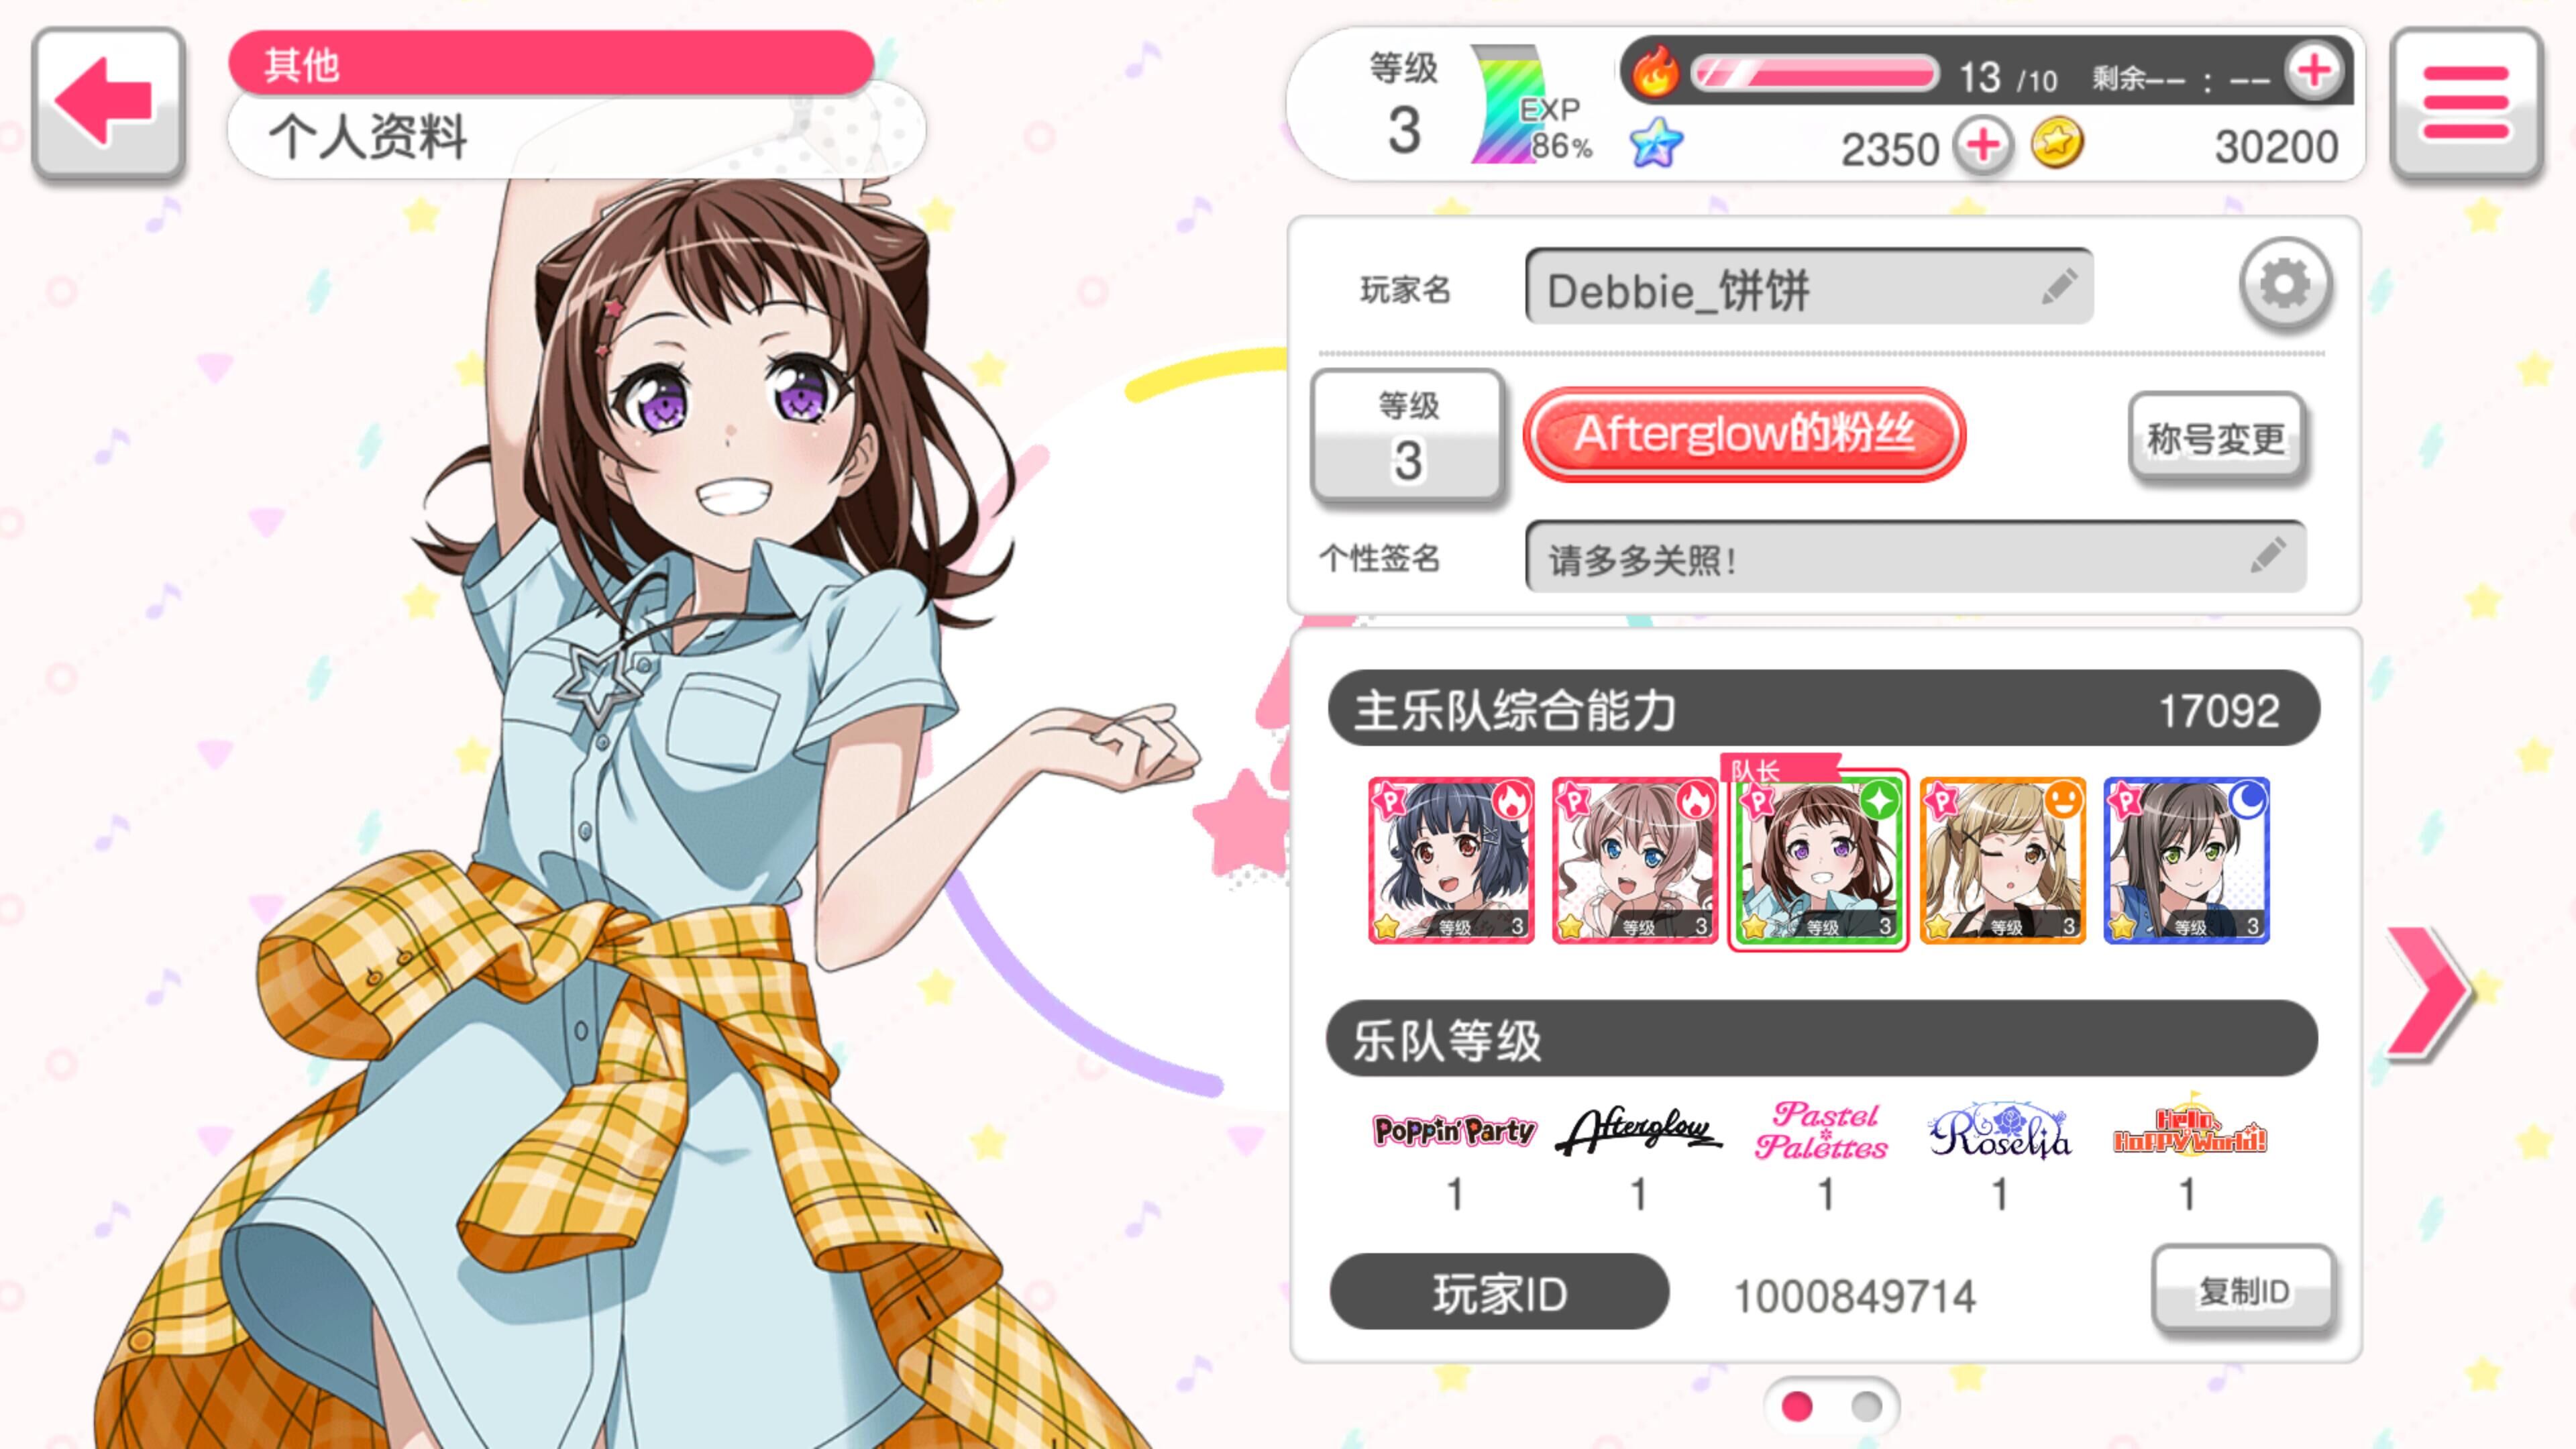 其他
个人资料
等级
3
EXP
86%
13 /10 剩余-- : --
2350
30200
玩家名
Debbie_饼饼
等级
3
Afterglow的粉丝
称号変更
个性签名
请多多关照!
主乐队综合能力
17092
队长
P P P P P
等级 3 等级 3 等级 3 等级 3 等级 3
乐队等级
Poppin'Party Afterglow Pastel*Palettes Roselia Hello, Happy World!
1 1 1 1 1
玩家ID
1000849714
复制ID